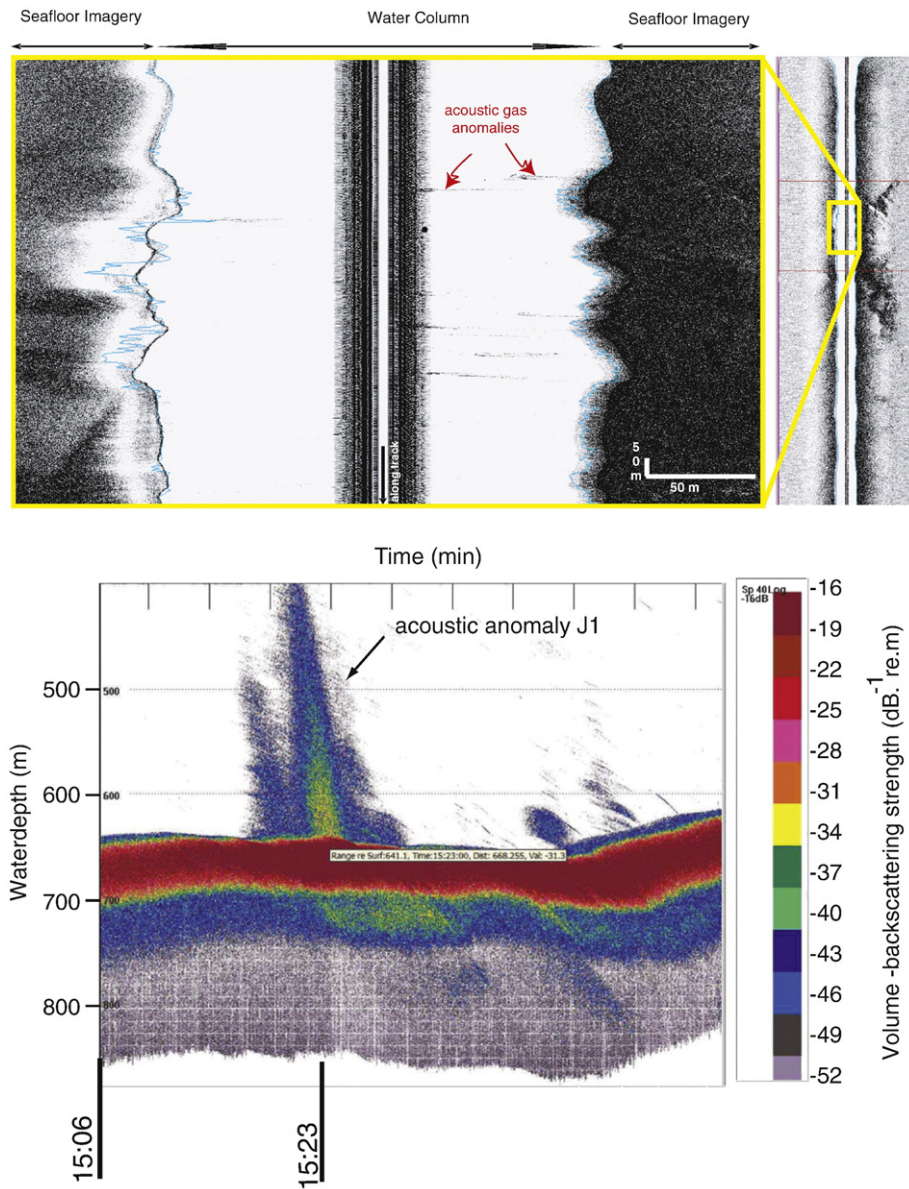 Seafloor Imagery
Water Column
Seafloor Imagery
acoustic gas
anomalies
along track
5
0
m
50 m
Time (min)
Sp 40Log
-16dB
acoustic anomaly J1
Waterdepth (m)
500
600
700
800
500
600
700
800
Range re Surf:641.1, Time:15:23:00, Dist: 668.255, Val: -31.3
-16
-19
-22
-25
-28
-31
-34
-37
-40
-43
-46
-49
-52
Volume -backscattering strength (dB.-1 re.m)
15:06
15:23